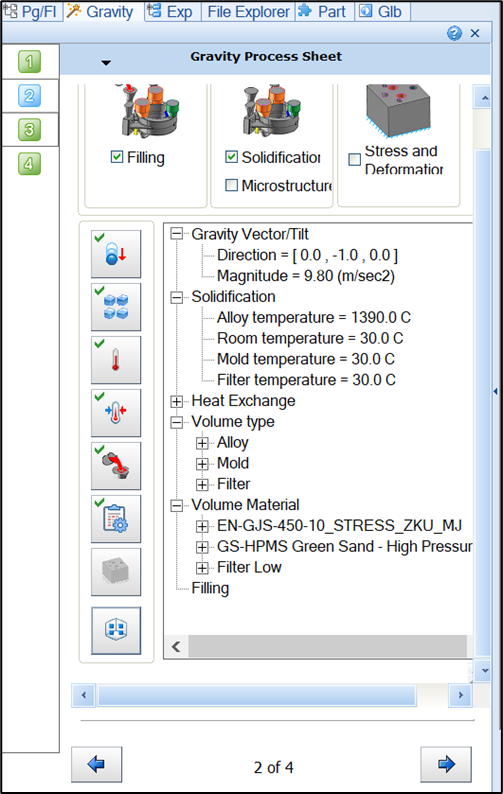 Pg/Fl Gravity Exp File Explorer Part Glb
? ×
1 Gravity Process Sheet
2
3
4
Filling Solidification Stress and
Deformation
Microstructure
Gravity Vector/Tilt
Direction = [ 0.0 , -1.0 , 0.0 ]
Magnitude = 9.80 (m/sec2)
Solidification
Alloy temperature = 1390.0 C
Room temperature = 30.0 C
Mold temperature = 30.0 C
Filter temperature = 30.0 C
Heat Exchange
Volume type
Alloy
Mold
Filter
Volume Material
EN-GJS-450-10_STRESS_ZKU_MJ
GS-HPMS Green Sand - High Pressur
Filter Low
Filling
2 of 4